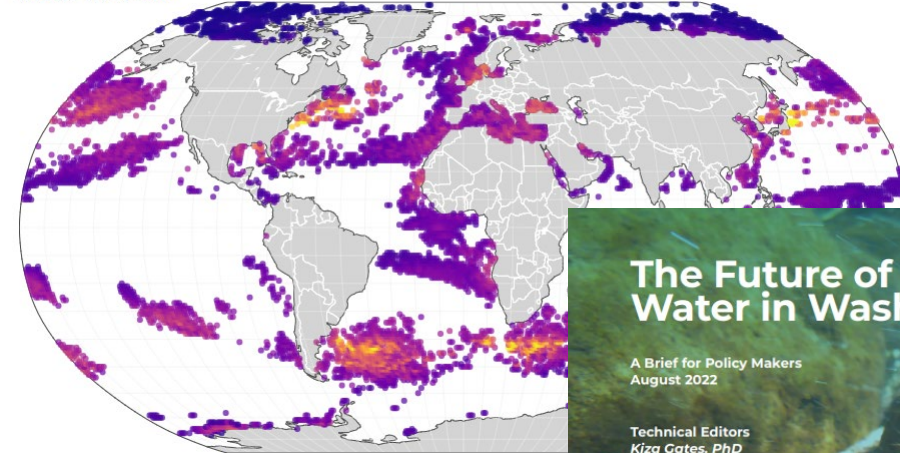 The Future of
Water in Wash
A Brief for Policy Makers
August 2022
Technical Editors
Kiza Gates, PhD